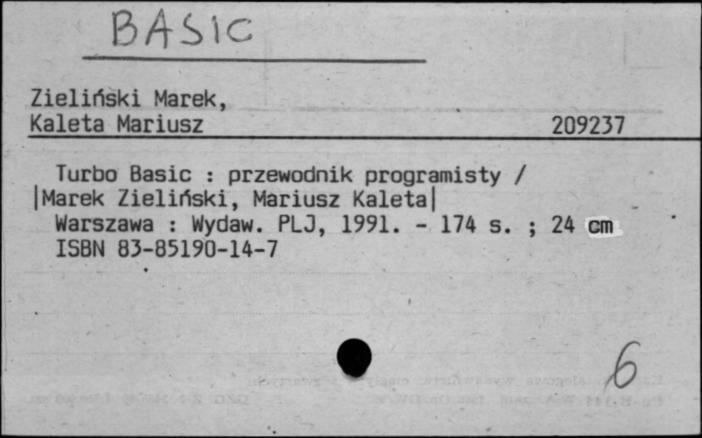 BASIC
Zieliński Marek,
Kaleta Mariusz 209237
Turbo Basic : przewodnik programisty /
|Marek Zieliński, Mariusz Kaleta|
Warszawa : Wydaw. PLJ, 1991. - 174 s. ; 24 cm
ISBN 83-85190-14-7
6